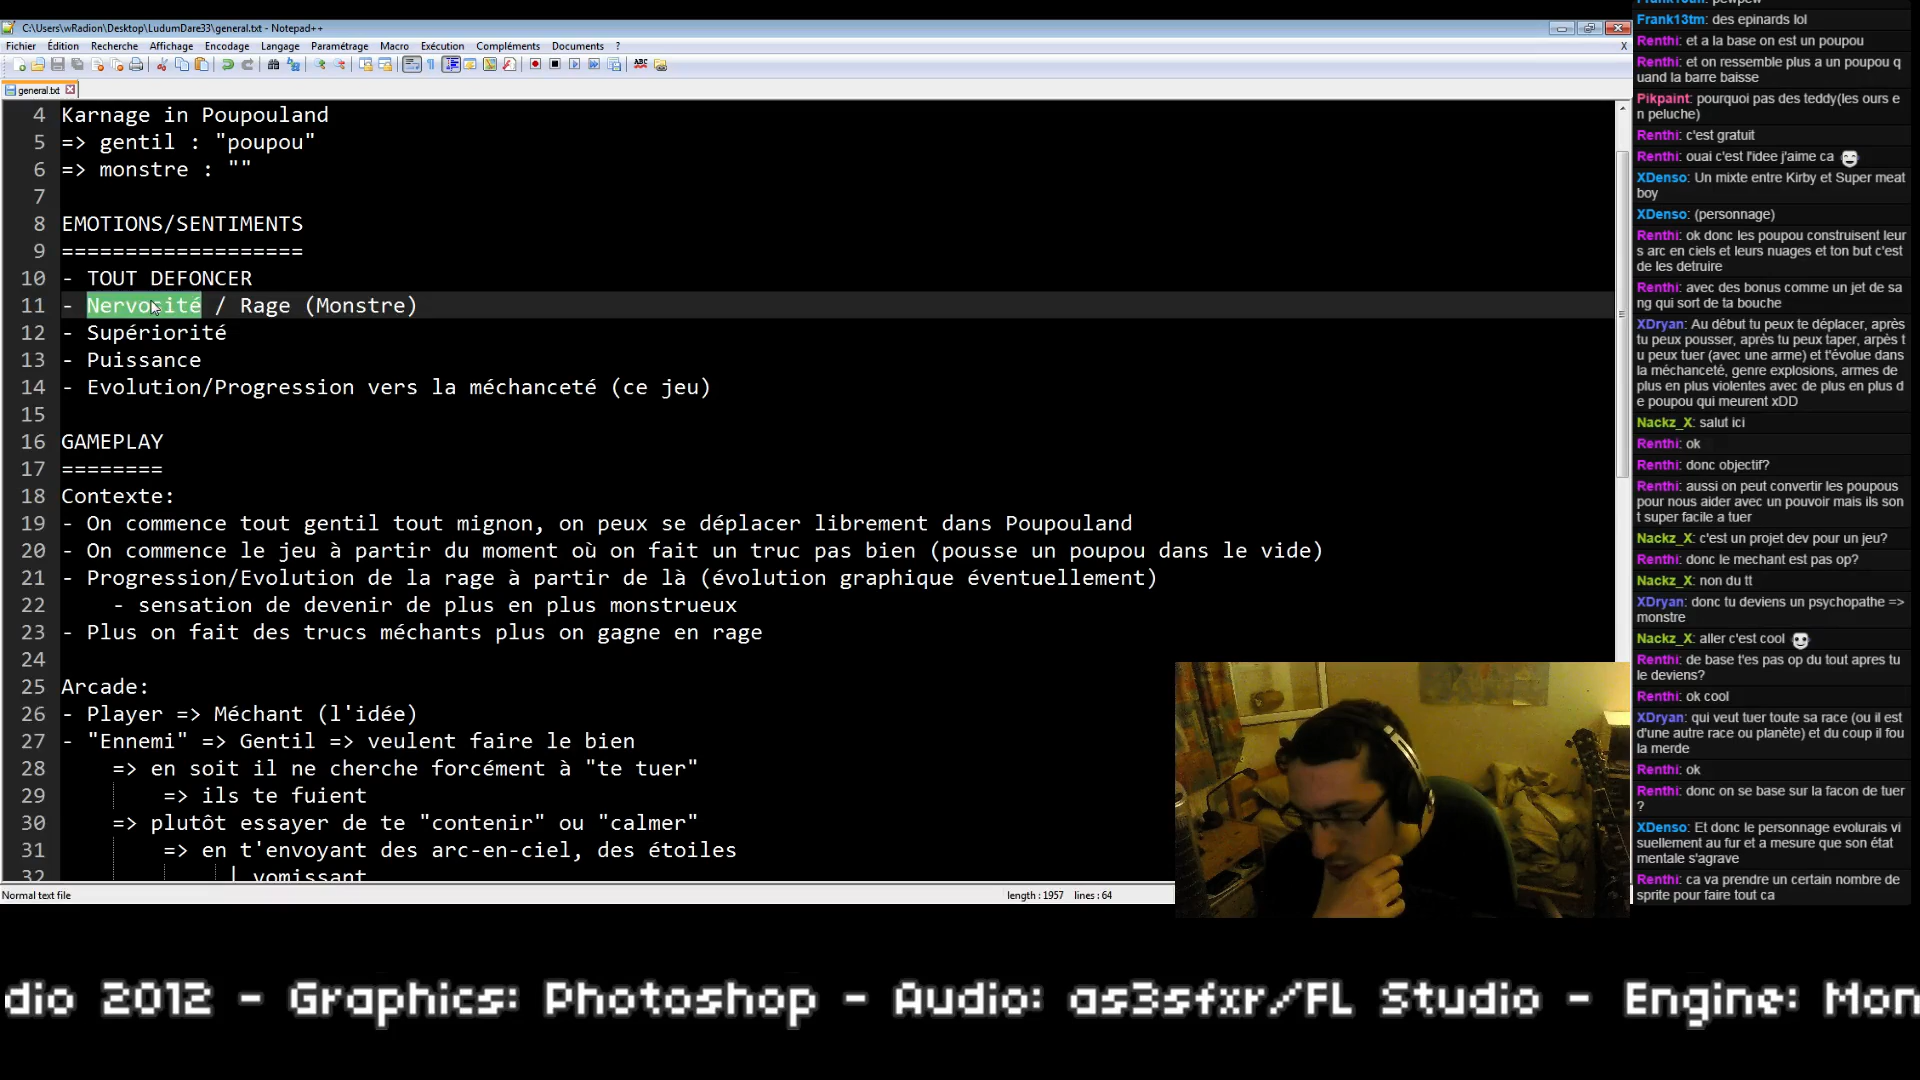 C:\Users\wRadion\Desktop\LudumDare33\general.txt - Notepad++
Fichier Édition Recherche Affichage Encodage Langage Paramétrage Macro Exécution Compléments Documents ? X
general.txt
4 Karnage in Poupouland
5 => gentil : "poupou"
6 => monstre : ""
7
8 EMOTIONS/SENTIMENTS
9 ===================
10 - TOUT DEFONCER
11 - Nervosité / Rage (Monstre)
12 - Supériorité
13 - Puissance
14 - Evolution/Progression vers la méchanceté (ce jeu)
15
16 GAMEPLAY
17 ========
18 Contexte:
19 - On commence tout gentil tout mignon, on peux se déplacer librement dans Poupouland
20 - On commence le jeu à partir du moment où on fait un truc pas bien (pousse un poupou dans le vide)
21 - Progression/Evolution de la rage à partir de là (évolution graphique éventuellement)
22 - sensation de devenir de plus en plus monstrueux
23 - Plus on fait des trucs méchants plus on gagne en rage
24
25 Arcade:
26 - Player => Méchant (l'idée)
27 - "Ennemi" => Gentil => veulent faire le bien
28 => en soit il ne cherche forcément à "te tuer"
29 => ils te fuient
30 => plutôt essayer de te "contenir" ou "calmer"
31 => en t'envoyant des arc-en-ciel, des étoiles
32 | vomissant
Normal text file
length : 1957 lines : 64
Frank13tm: des epinards lol
Renthi: et a la base on est un poupou
Renthi: et on ressemble plus a un poupou q
uand la barre baisse
Pikpaint: pourquoi pas des teddy(les ours e
n peluche)
Renthi: c'est gratuit
Renthi: ouai c'est l'idee j'aime ca
XDenso: Un mixte entre Kirby et Super meat
boy
XDenso: (personnage)
Renthi: ok donc les poupou construisent leur
s arc en ciels et leurs nuages et ton but c'est
de les detruire
Renthi: avec des bonus comme un jet de sa
ng qui sort de ta bouche
XDryan: Au début tu peux te déplacer, après
tu peux pousser, après tu peux taper, arpès t
u peux tuer (avec une arme) et t'évolue dans
la méchanceté, genre explosions, armes de
plus en plus violentes avec de plus en plus d
e poupou qui meurent xDD
Nackz_X: salut ici
Renthi: ok
Renthi: donc objectif?
Renthi: aussi on peut convertir les poupous
pour nous aider avec un pouvoir mais ils son
t super facile a tuer
Nackz_X: c'est un projet dev pour un jeu?
Renthi: donc le mechant est pas op?
Nackz_X: non du tt
XDryan: donc tu deviens un psychopathe =>
monstre
Nackz_X: aller c'est cool
Renthi: de base t'es pas op du tout apres tu
le deviens?
Renthi: ok cool
XDryan: qui veut tuer toute sa race (ou il est
d'une autre race ou planète) et du coup il fou
la merde
Renthi: ok
Renthi: donc on se base sur la facon de tuer
?
XDenso: Et donc le personnage evolurais vi
suellement au fur et a mesure que son état
mentale s'agrave
Renthi: ca va prendre un certain nombre de
sprite pour faire tout ca
dio 2012 - Graphics: Photoshop - Audio: as3sfxr/FL Studio - Engine: Mon